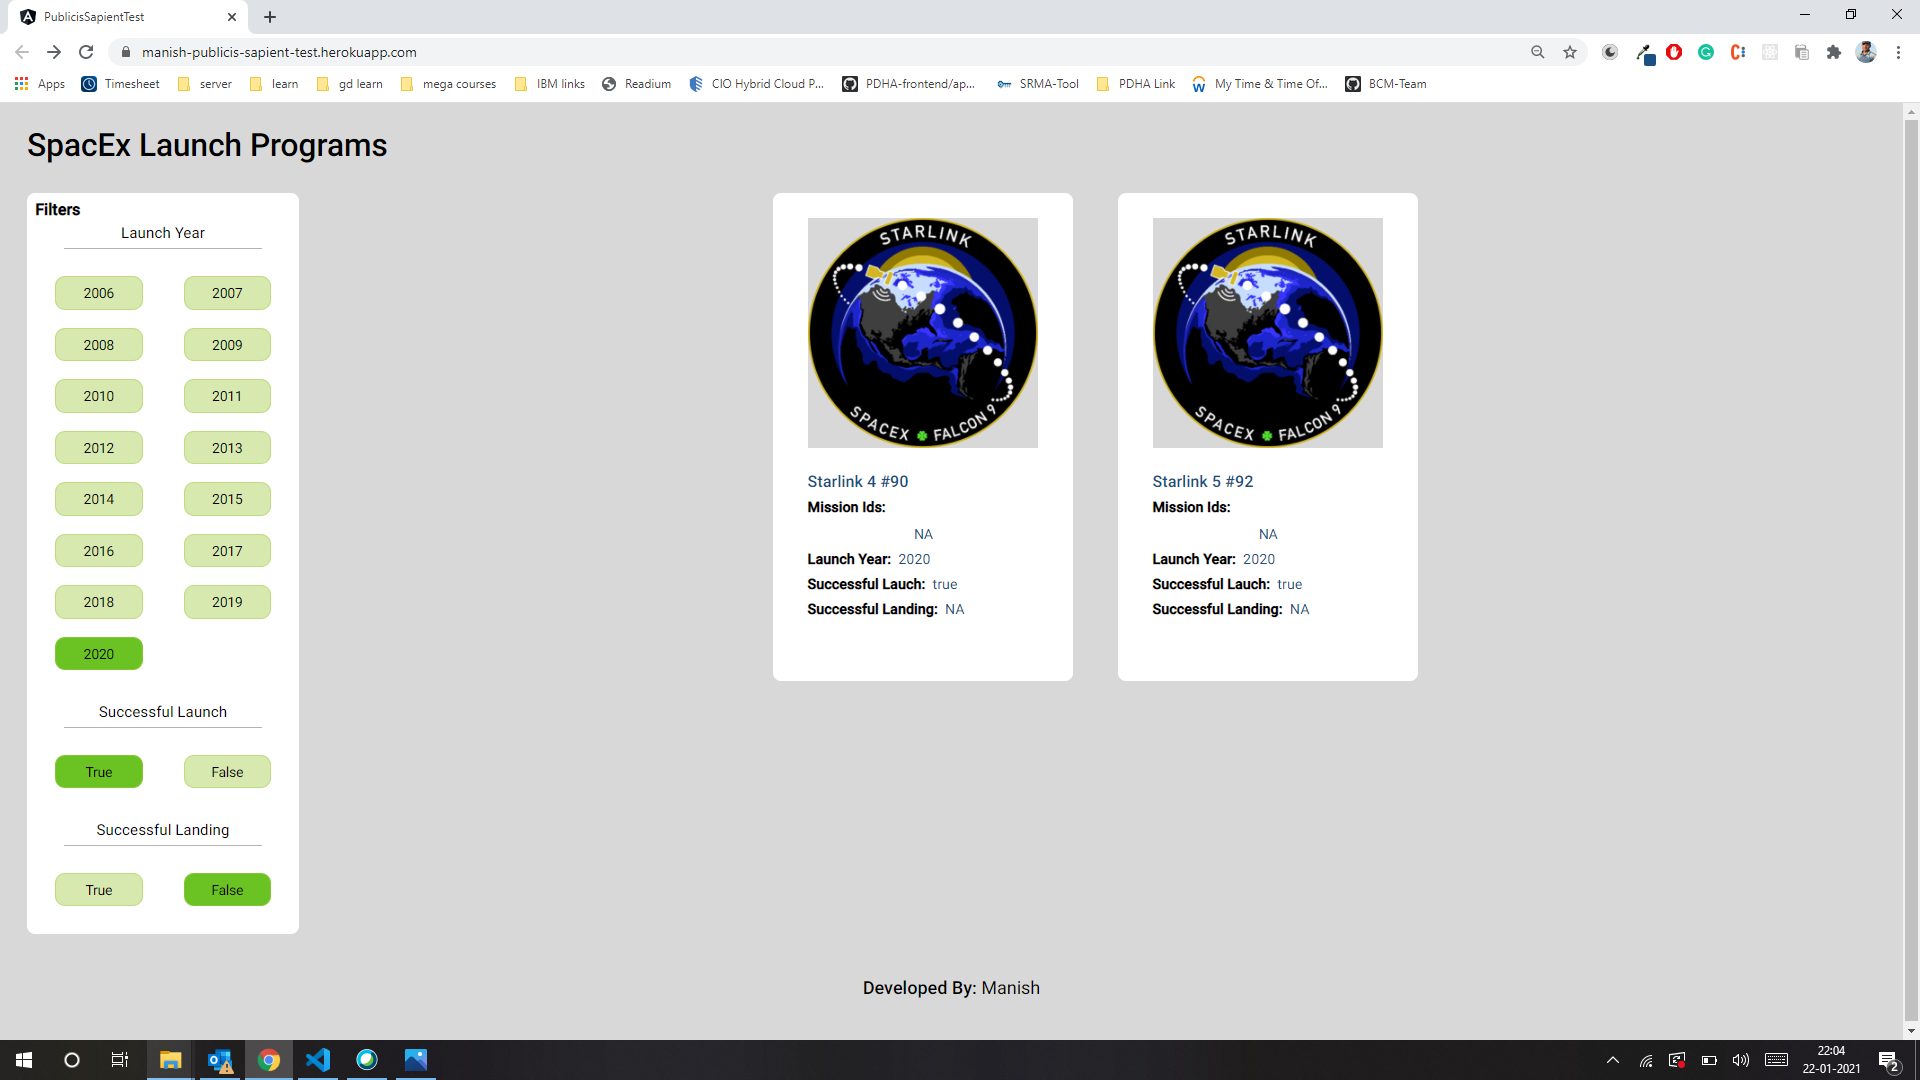 PublicisSapientTest
manish-publicis-sapient-test.herokuapp.com
Apps Timesheet server learn gd learn mega courses IBM links Readium CIO Hybrid Cloud P... PDHA-frontend/ap... SRMA-Tool PDHA Link My Time & Time Of... BCM-Team
SpacEx Launch Programs
Filters
Launch Year
2006 2007
2008 2009
2010 2011
2012 2013
2014 2015
2016 2017
2018 2019
2020
Successful Launch
True False
Successful Landing
True False
STARLINK
SPACEX FALCON 9
Starlink 4 #90
Mission Ids:
NA
Launch Year: 2020
Successful Lauch: true
Successful Landing: NA
STARLINK
SPACEX FALCON 9
Starlink 5 #92
Mission Ids:
NA
Launch Year: 2020
Successful Lauch: true
Successful Landing: NA
Developed By: Manish
22:04
22-01-2021
2